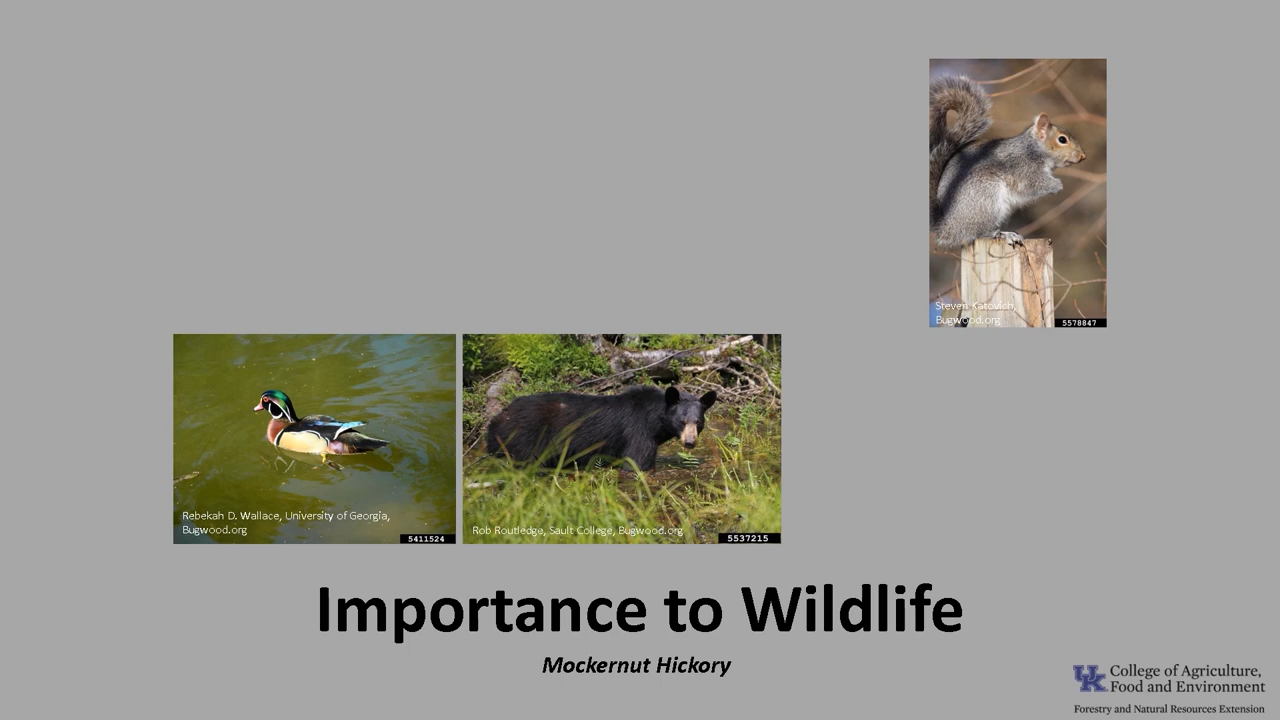 Steven Katovich,
Bugwood.org
5578847
Rebekah D. Wallace, University of Georgia,
Bugwood.org
5411524
Rob Routledge, Sault College, Bugwood.org
5537215
Importance to Wildlife
Mockernut Hickory
UK College of Agriculture,
Food and Environment
Forestry and Natural Resources Extension